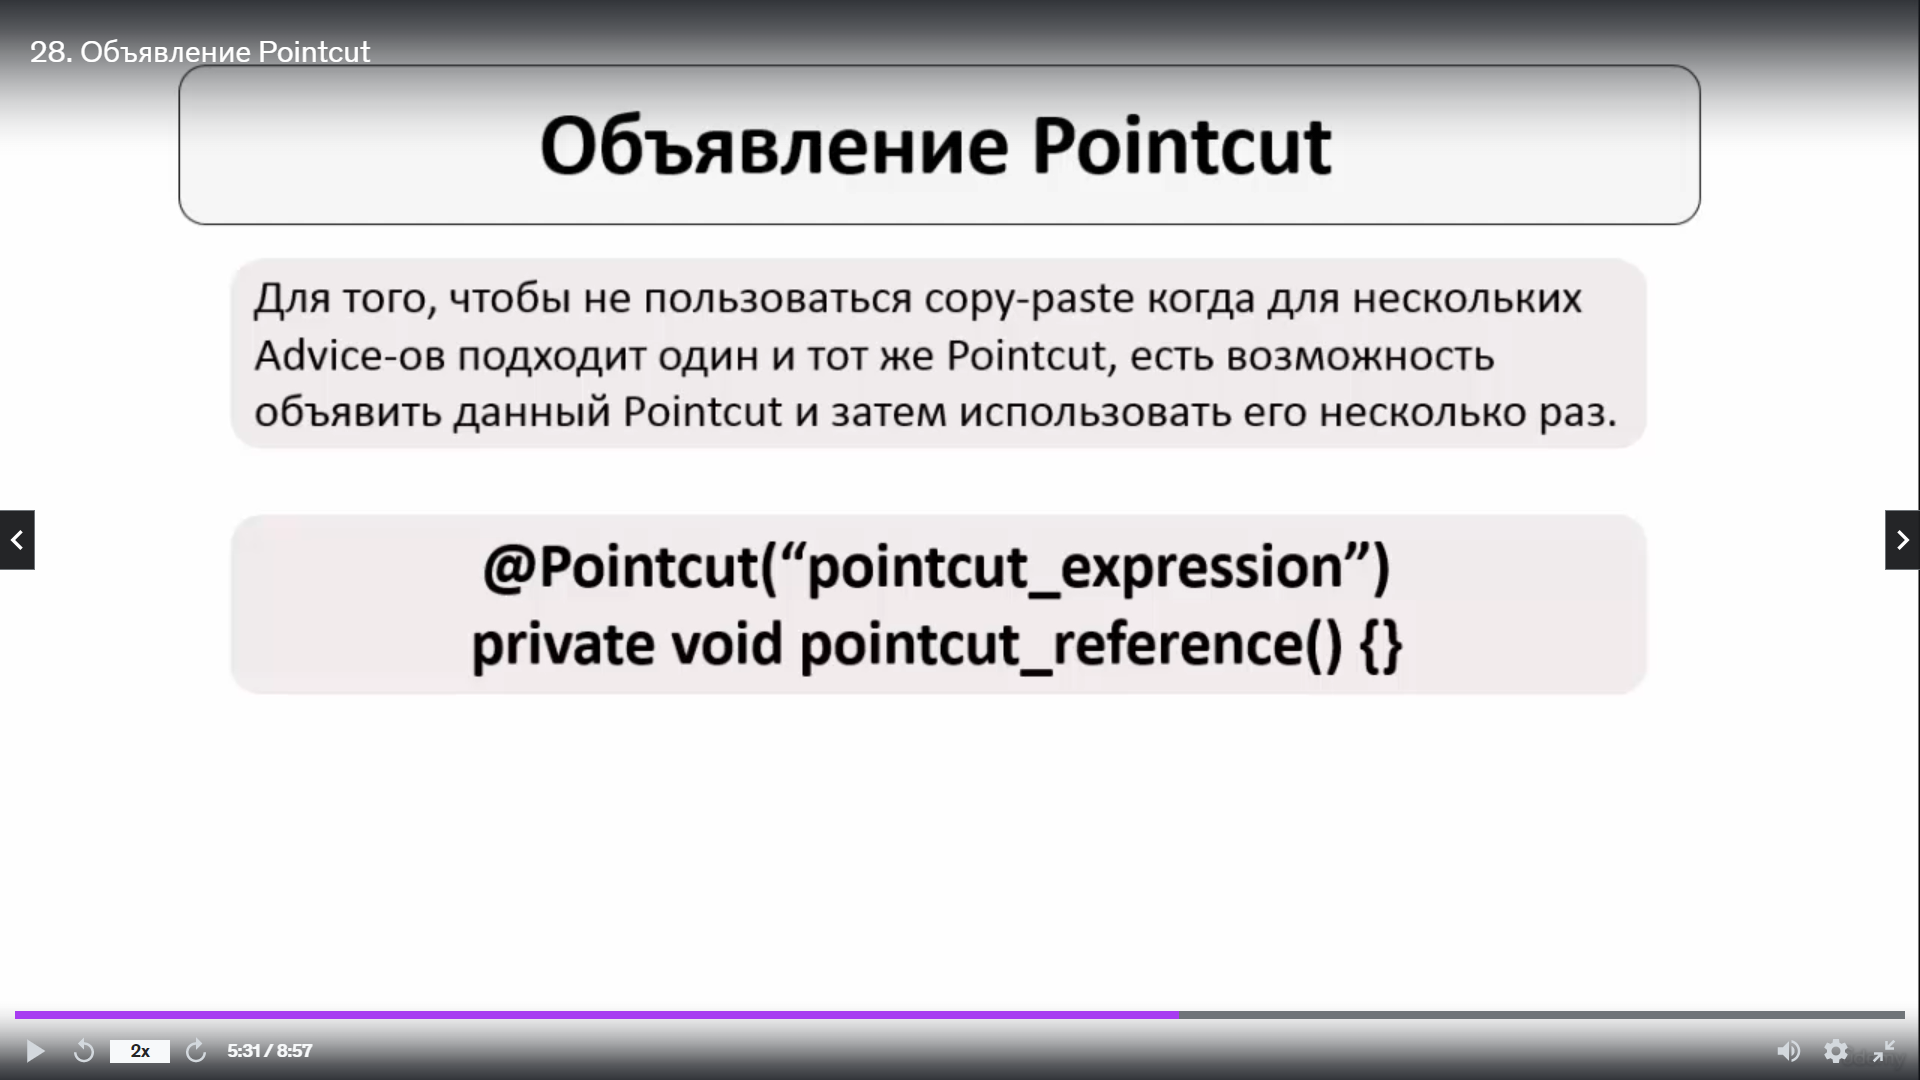 28. Объявление Pointcut
Объявление Pointcut
Для того, чтобы не пользоваться copy-paste когда для нескольких
Advice-ов подходит один и тот же Pointcut, есть возможность
объявить данный Pointcut и затем использовать его несколько раз.
@Pointcut(“pointcut_expression”)
private void pointcut_reference() {}
2x
5:31 / 8:57